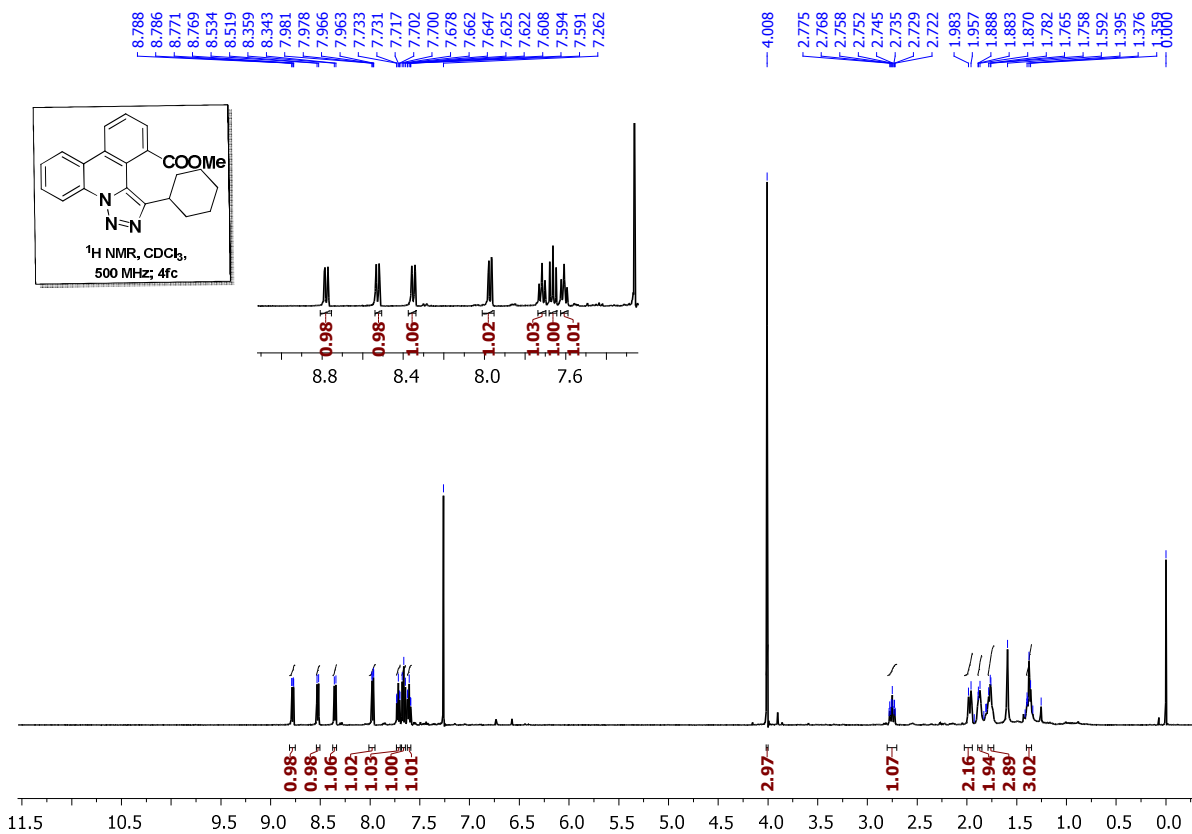 8.788 8.786 8.771 8.769 8.534 8.519 8.359 8.343 7.981 7.978 7.966 7.963 7.733 7.731 7.717 7.702 7.700 7.678 7.662 7.647 7.625 7.622 7.608 7.594 7.591 7.262
4.008
2.775 2.768 2.758 2.752 2.745 2.735 2.729 2.722
1.983 1.957 1.888 1.883 1.870 1.782 1.765 1.758 1.592 1.395 1.376 1.359 0.000
COOMe
N
N=N
¹H NMR, CDCl₃,
500 MHz; 4fc
0.98 0.98 1.06 1.02 1.03 1.00 1.01
8.8 8.4 8.0 7.6
0.98 0.98 1.06 1.02 1.03 1.00 1.01 2.97 1.07 2.16 1.94 2.89 3.02
11.5 10.5 9.5 9.0 8.5 8.0 7.5 7.0 6.5 6.0 5.5 5.0 4.5 4.0 3.5 3.0 2.5 2.0 1.5 1.0 0.5 0.0